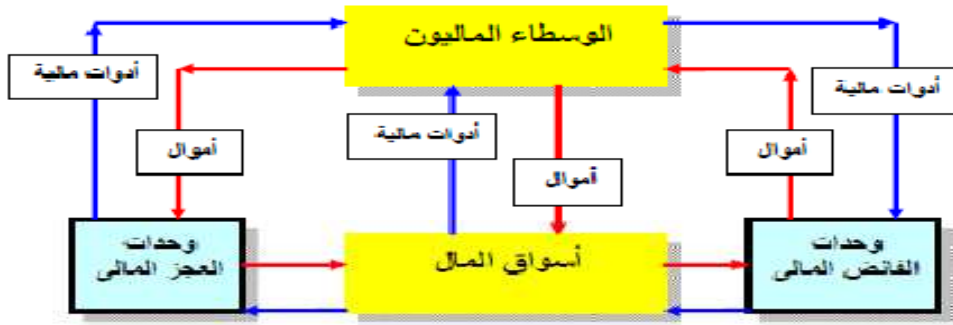 الوسطاء الماليون
أدوات مالية
أدوات مالية
أموال
أدوات مالية
أموال
أموال
وحدات
الفائض المالى
أسواق المال
وحدات
العجز المالى